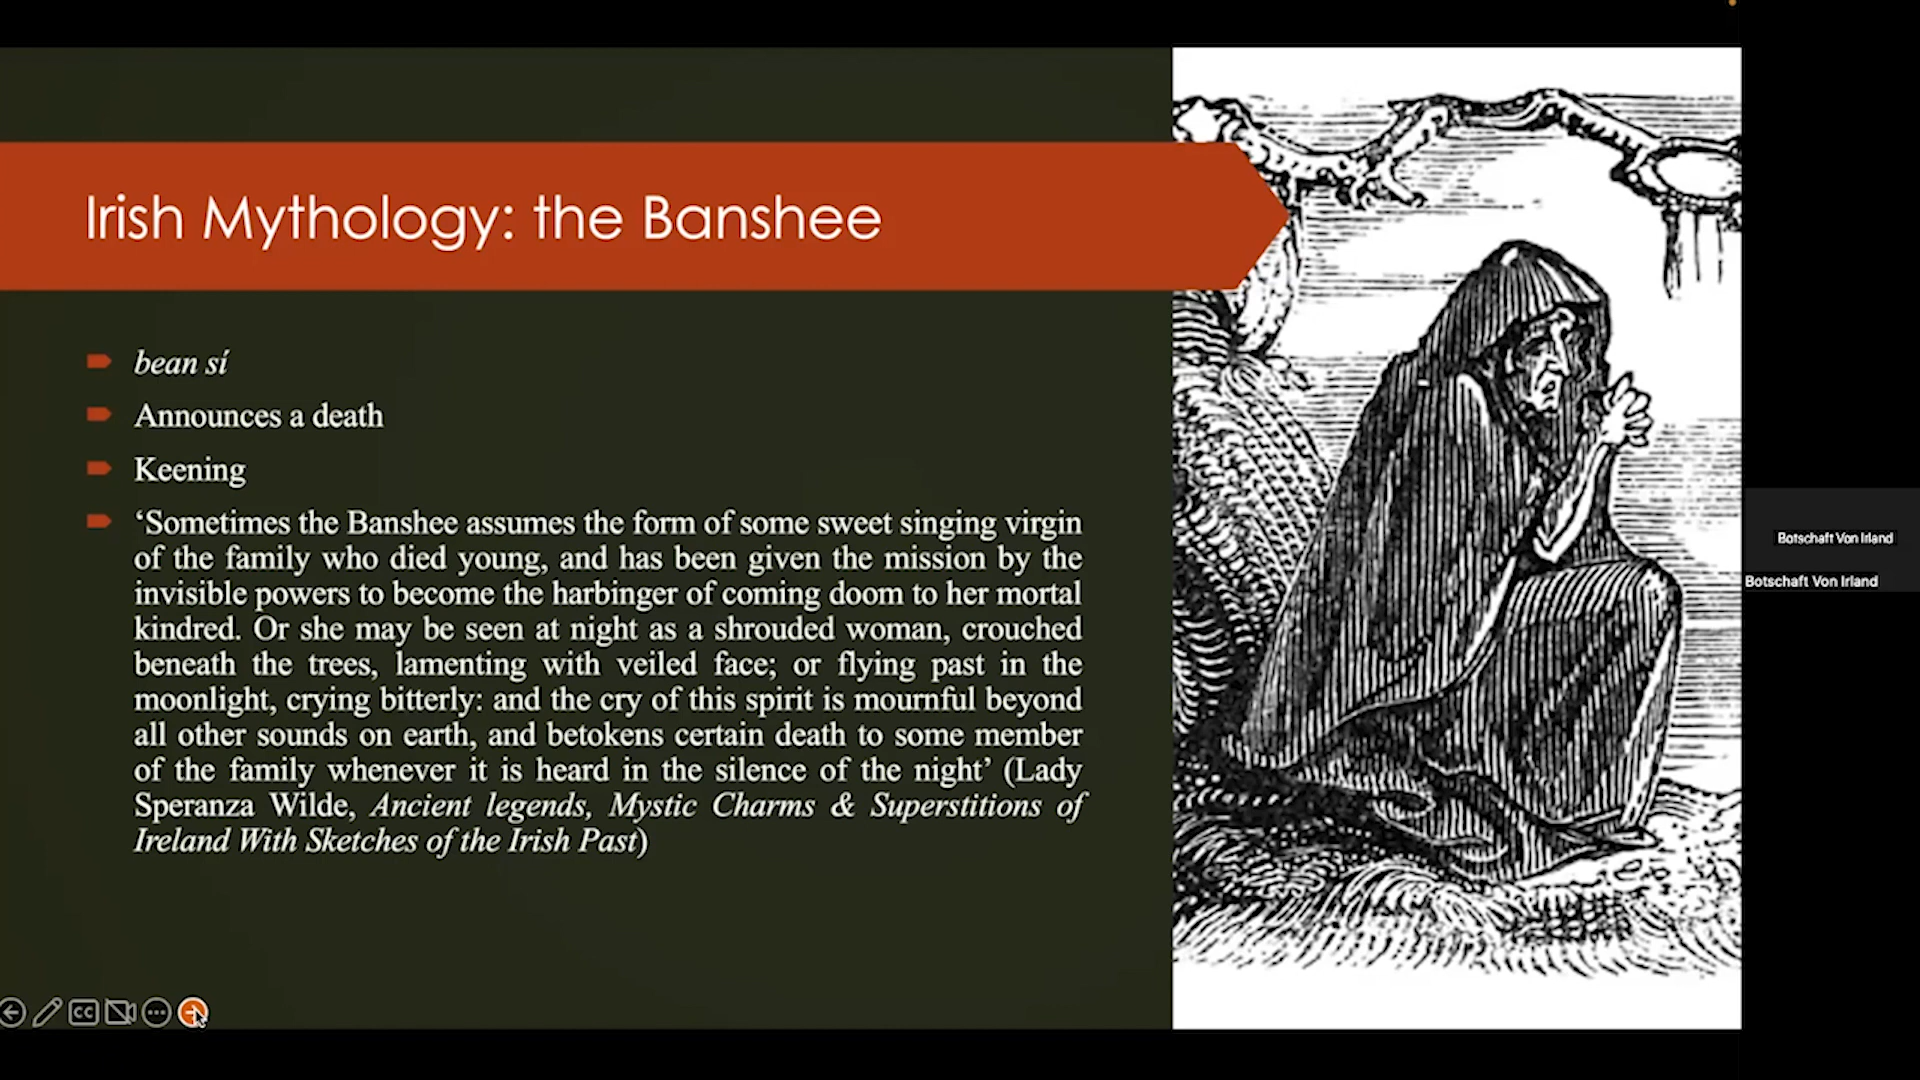 Irish Mythology: the Banshee
bean sí
Announces a death
Keening
‘Sometimes the Banshee assumes the form of some sweet singing virgin
of the family who died young, and has been given the mission by the
invisible powers to become the harbinger of coming doom to her mortal
kindred. Or she may be seen at night as a shrouded woman, crouched
beneath the trees, lamenting with veiled face; or flying past in the
moonlight, crying bitterly: and the cry of this spirit is mournful beyond
all other sounds on earth, and betokens certain death to some member
of the family whenever it is heard in the silence of the night’ (Lady
Speranza Wilde, Ancient legends, Mystic Charms & Superstitions of
Ireland With Sketches of the Irish Past)
Botschaft Von Irland
Botschaft Von Irland
CC